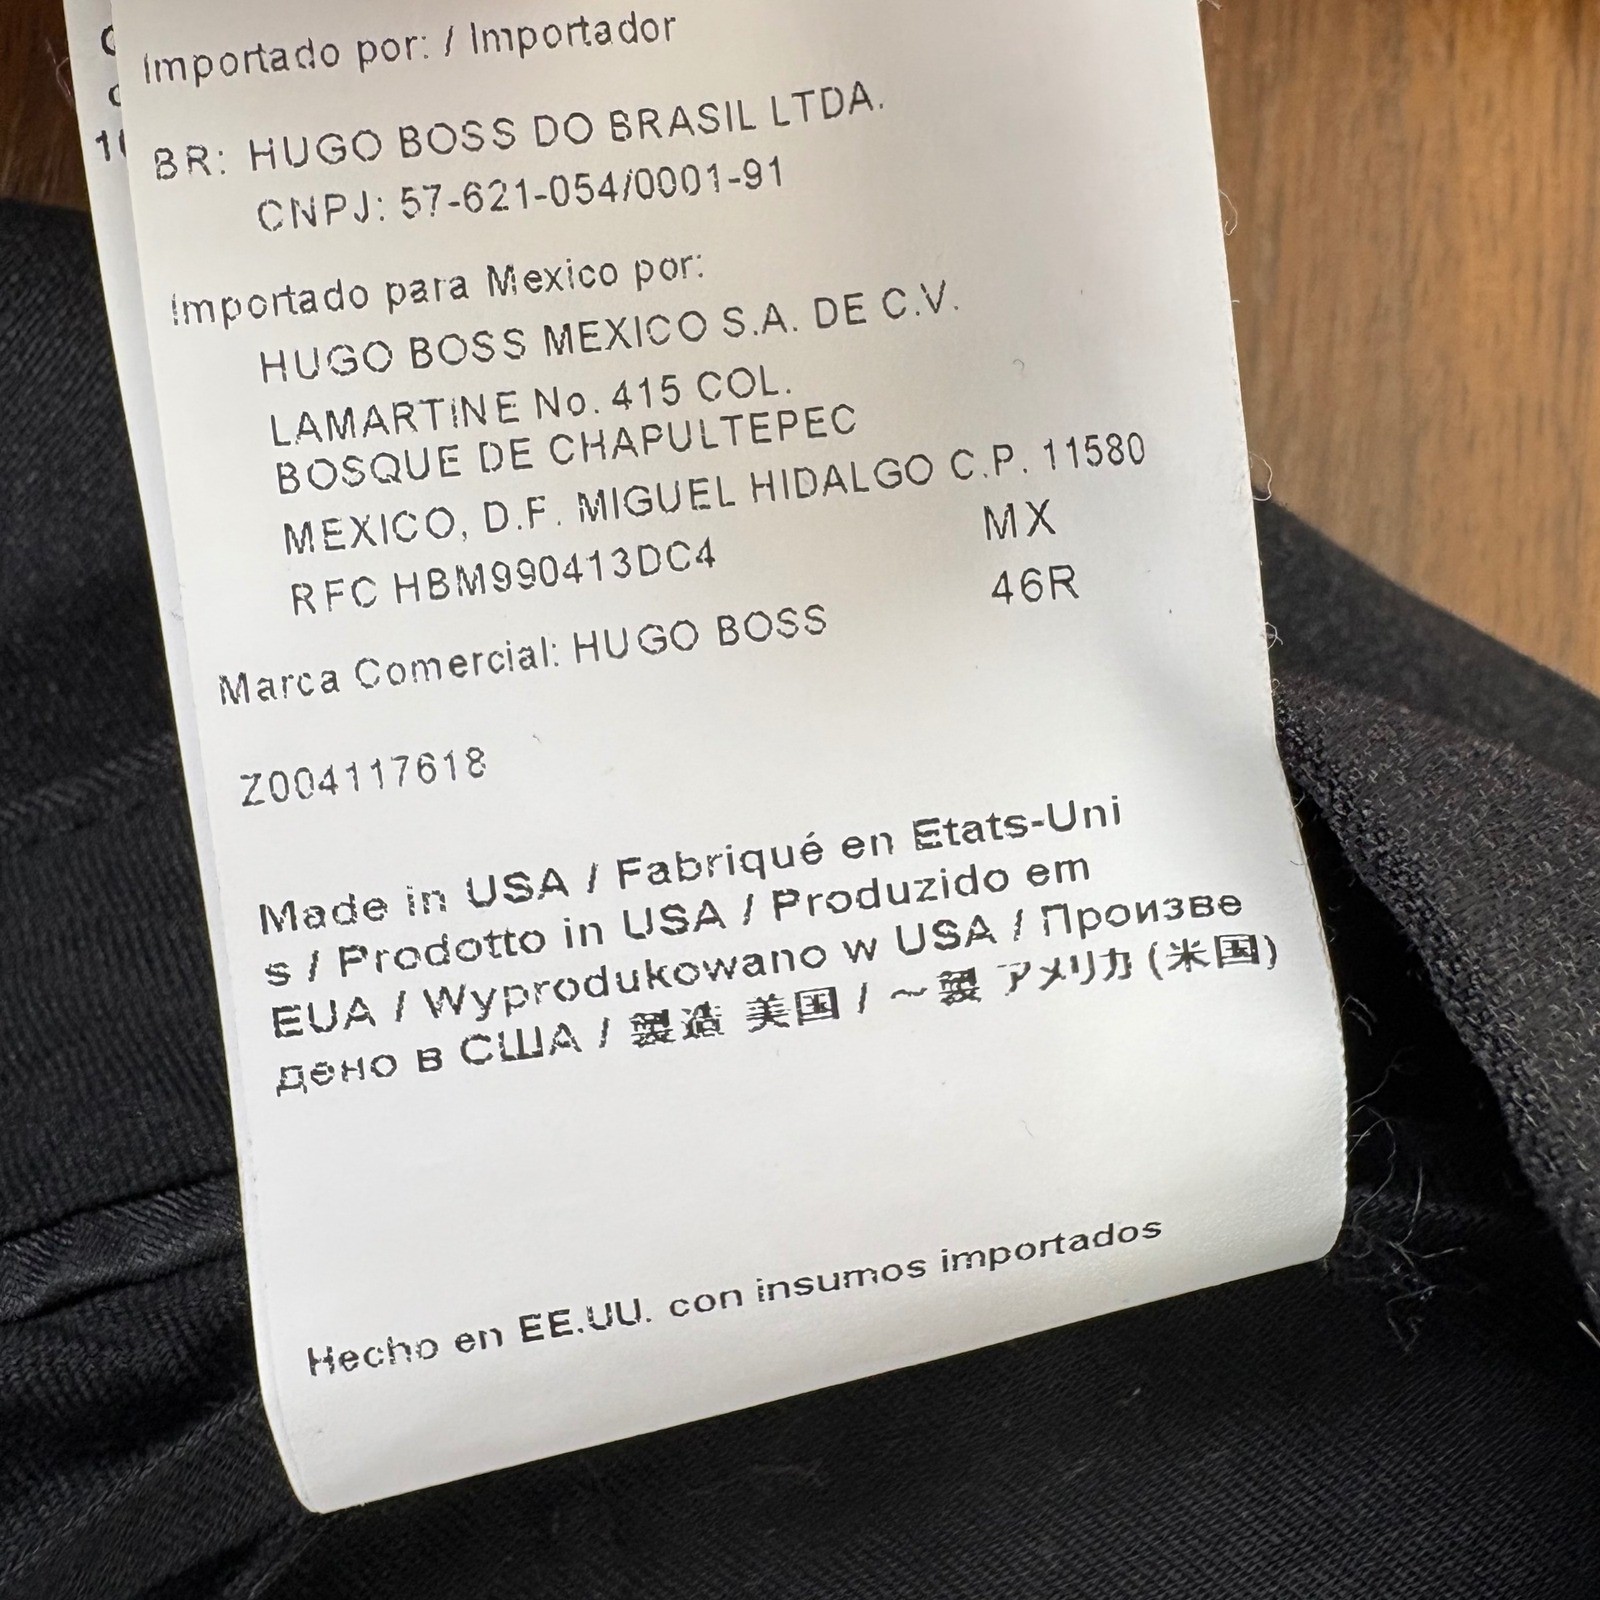 Importado por: / Importador
BR: HUGO BOSS DO BRASIL LTDA.
CNPJ: 57-621-054/0001-91
Importado para Mexico por:
HUGO BOSS MEXICO S.A. DE C.V.
LAMARTINE No. 415 COL.
BOSQUE DE CHAPULTEPEC
MEXICO, D.F. MIGUEL HIDALGO C.P. 11580
RFC HBM990413DC4 MX
Marca Comercial: HUGO BOSS 46R
Z004117618
Made in USA / Fabriqué en Etats-Uni
s / Prodotto in USA / Produzido em
EUA / Wyprodukowano w USA / Произве
дено в США / 製造 美国 / ～製 アメリカ (米国)
Hecho en EE.UU. con insumos importados